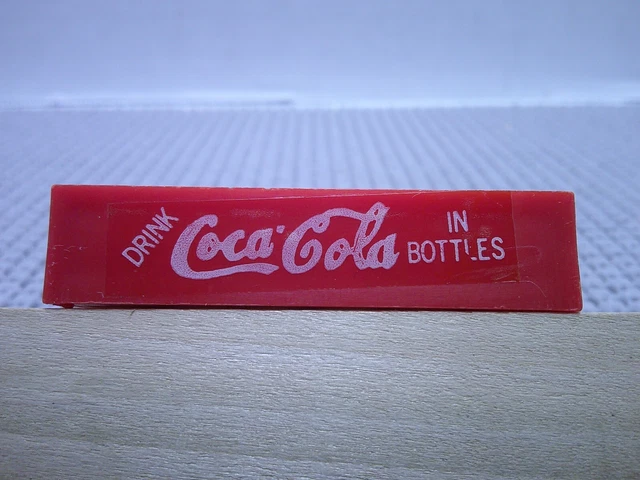 DRINK
Coca-Cola
IN
BOTTLES